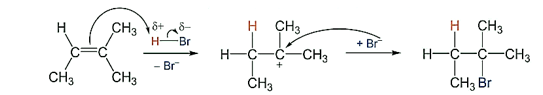 H CH₃ δ+ δ− H CH₃ H CH₃
H—Br H—C—C—CH₃ + Br⁻ H—C—C—CH₃
C=C − Br⁻ CH₃ + CH₃ Br
CH₃ CH₃